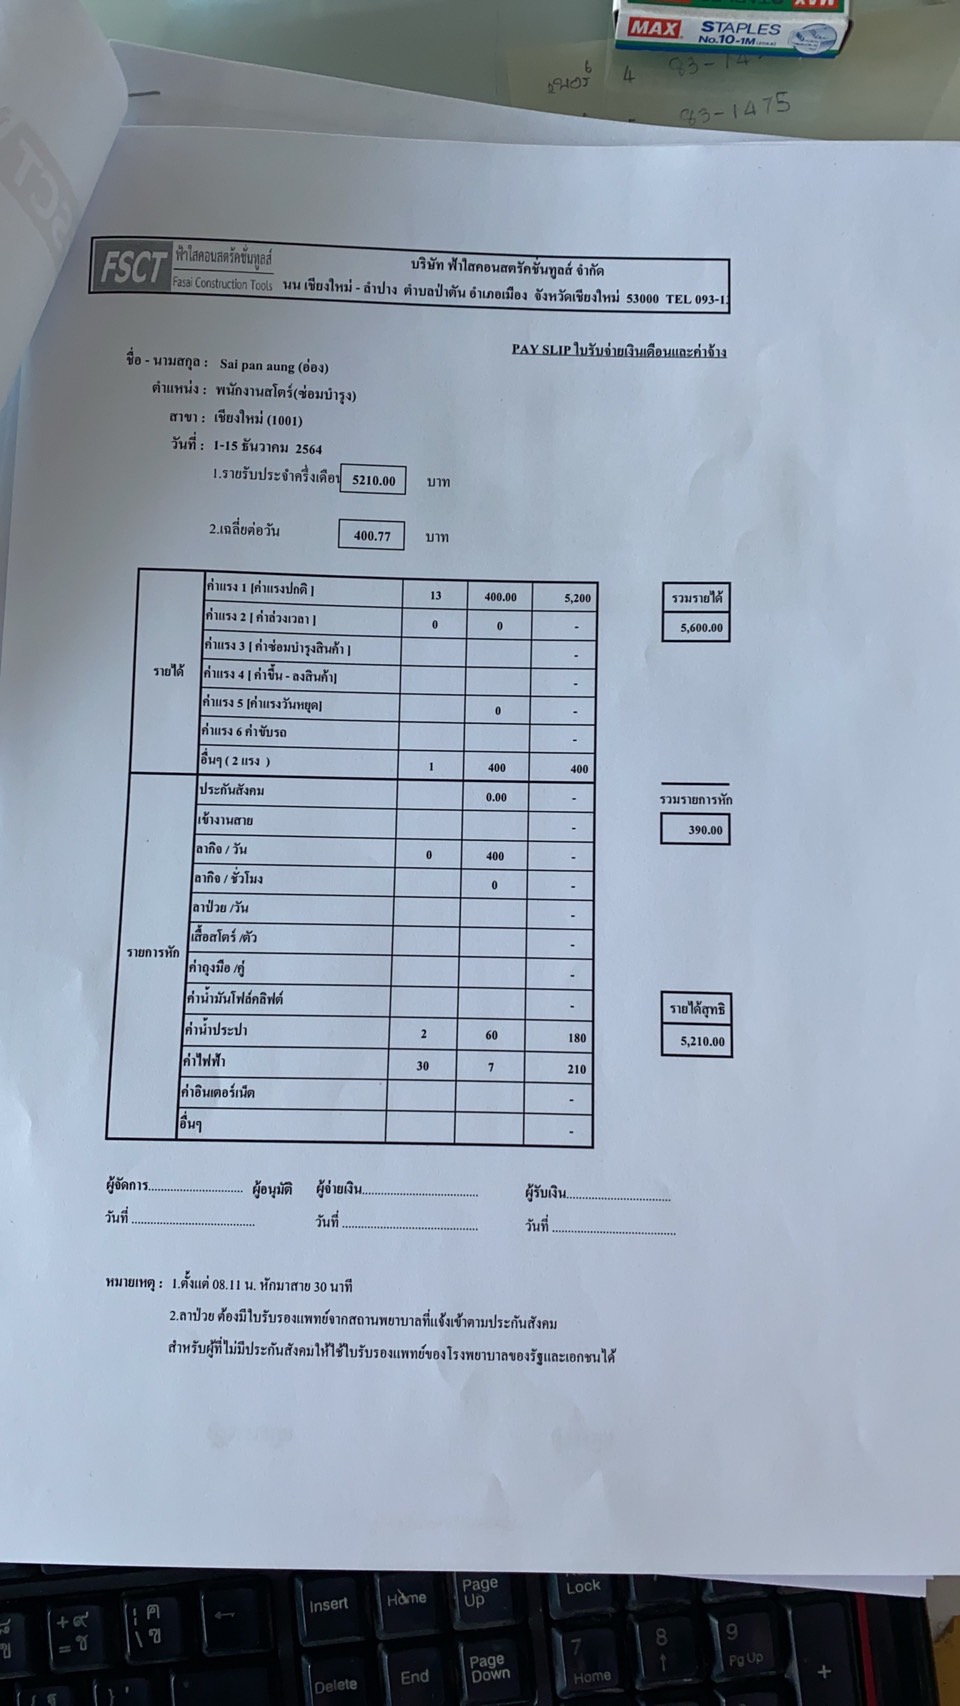 MAX STAPLES
No.10-1M
4 83-14
83-1475
FSCT ฟ้าใสคอนสตรัคชั่นทูลส์
Fasai Construction Tools
บริษัท ฟ้าใสคอนสตรัคชั่นทูลส์ จำกัด
นน เชียงใหม่ - ลำปาง ตำบลป่าตัน อำเภอเมือง จังหวัดเชียงใหม่ 53000 TEL 093-1
PAY SLIP ใบรับจ่ายเงินเดือนและค่าจ้าง
ชื่อ - นามสกุล : Sai pan aung (อ่อง)
ตำแหน่ง : พนักงานสโตร์(ซ่อมบำรุง)
สาขา : เชียงใหม่ (1001)
วันที่ : 1-15 ธันวาคม 2564
1.รายรับประจำครึ่งเดือน 5210.00 บาท
2.เฉลี่ยต่อวัน 400.77 บาท
รายได้
ค่าแรง 1 [ค่าแรงปกติ ] 13 400.00 5,200
ค่าแรง 2 [ ค่าล่วงเวลา ] 0 0 -
ค่าแรง 3 [ ค่าซ่อมบำรุงสินค้า ] -
ค่าแรง 4 [ ค่าขึ้น - ลงสินค้า] -
ค่าแรง 5 [ค่าแรงวันหยุด] 0 -
ค่าแรง 6 ค่าขับรถ -
อื่นๆ ( 2 แรง ) 1 400 400
รวมรายได้
5,600.00
รายการหัก
ประกันสังคม 0.00 -
เข้างานสาย -
ลากิจ / วัน 0 400 -
ลากิจ / ชั่วโมง 0 -
ลาป่วย /วัน -
เสื้อสโตร์ /ตัว -
ค่าถุงมือ /คู่ -
ค่าน้ำมันโฟล์คลิฟต์ -
ค่าน้ำประปา 2 60 180
ค่าไฟฟ้า 30 7 210
ค่าอินเตอร์เน็ต -
อื่นๆ -
รวมรายการหัก
390.00
รายได้สุทธิ
5,210.00
ผู้จัดการ.............................. ผู้อนุมัติ ผู้จ่ายเงิน.............................. ผู้รับเงิน..............................
วันที่ .............................. วันที่ .............................. วันที่ ..............................
หมายเหตุ : 1.ตั้งแต่ 08.11 น. หักมาสาย 30 นาที
2.ลาป่วย ต้องมีใบรับรองแพทย์จากสถานพยาบาลที่แจ้งเข้าตามประกันสังคม
สำหรับผู้ที่ไม่มีประกันสังคมให้ใช้ใบรับรองแพทย์ของโรงพยาบาลของรัฐและเอกชนได้
Insert Home Page Up Lock
Delete End Page Down 7 Home 8 9 Pg Up +